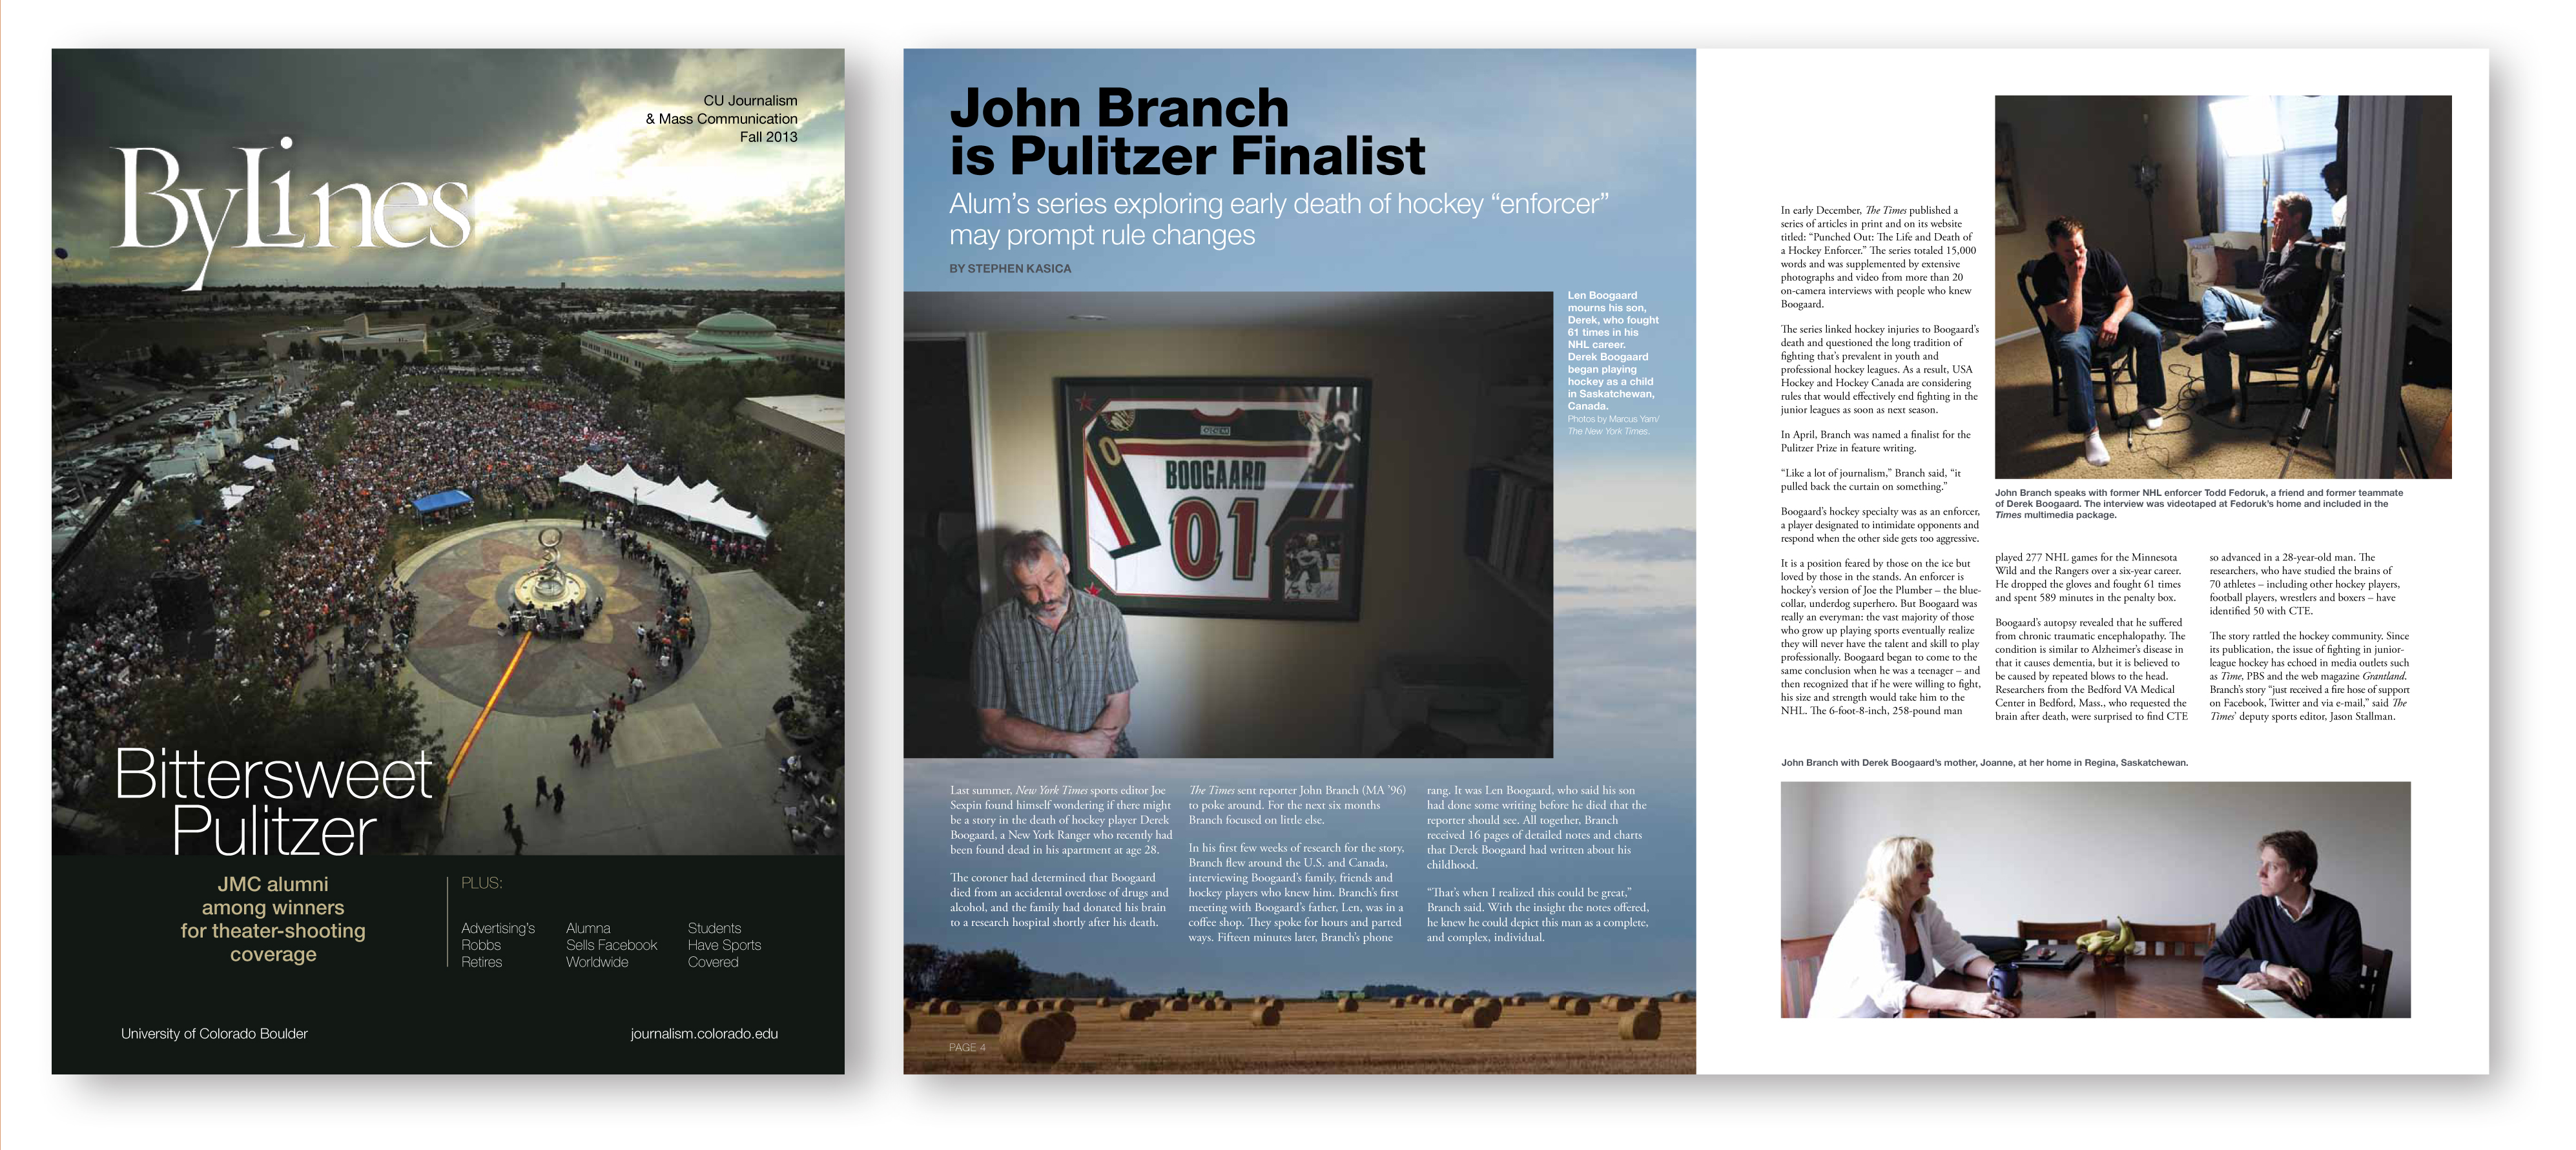 CU Journalism
& Mass Communication
Fall 2013
ByLines
Bittersweet
Pulitzer
JMC alumni
among winners
for theater-shooting
coverage
PLUS:
Advertising's
Robbs
Retires
Alumna
Sells Facebook
Worldwide
Students
Have Sports
Covered
University of Colorado Boulder
journalism.colorado.edu
John Branch
is Pulitzer Finalist
Alum's series exploring early death of hockey “enforcer”
may prompt rule changes
BY STEPHEN KASICA
Len Boogaard
mourns his son,
Derek, who fought
61 times in his
NHL career.
Derek Boogaard
began playing
hockey as a child
in Saskatchewan,
Canada.
Photos by Marcus Yam/
The New York Times.
CCM
BOOGAARD
01
0
Last summer, New York Times sports editor Joe
Sexpin found himself wondering if there might
be a story in the death of hockey player Derek
Boogaard, a New York Ranger who recently had
been found dead in his apartment at age 28.
The coroner had determined that Boogaard
died from an accidental overdose of drugs and
alcohol, and the family had donated his brain
to a research hospital shortly after his death.
The Times sent reporter John Branch (MA ’96)
to poke around. For the next six months
Branch focused on little else.
In his first few weeks of research for the story,
Branch flew around the U.S. and Canada,
interviewing Boogaard’s family, friends and
hockey players who knew him. Branch’s first
meeting with Boogaard’s father, Len, was in a
coffee shop. They spoke for hours and parted
ways. Fifteen minutes later, Branch’s phone
rang. It was Len Boogaard, who said his son
had done some writing before he died that the
reporter should see. All together, Branch
received 16 pages of detailed notes and charts
that Derek Boogaard had written about his
childhood.
“That’s when I realized this could be great,”
Branch said. With the insight the notes offered,
he knew he could depict this man as a complete,
and complex, individual.
PAGE 4
In early December, The Times published a
series of articles in print and on its website
titled: “Punched Out: The Life and Death of
a Hockey Enforcer.” The series totaled 15,000
words and was supplemented by extensive
photographs and video from more than 20
on-camera interviews with people who knew
Boogaard.
The series linked hockey injuries to Boogaard’s
death and questioned the long tradition of
fighting that’s prevalent in youth and
professional hockey leagues. As a result, USA
Hockey and Hockey Canada are considering
rules that would effectively end fighting in the
junior leagues as soon as next season.
In April, Branch was named a finalist for the
Pulitzer Prize in feature writing.
“Like a lot of journalism,” Branch said, “it
pulled back the curtain on something.”
Boogaard’s hockey specialty was as an enforcer,
a player designated to intimidate opponents and
respond when the other side gets too aggressive.
It is a position feared by those on the ice but
loved by those in the stands. An enforcer is
hockey’s version of Joe the Plumber – the blue-
collar, underdog superhero. But Boogaard was
really an everyman: the vast majority of those
who grow up playing sports eventually realize
they will never have the talent and skill to play
professionally. Boogaard began to come to the
same conclusion when he was a teenager – and
then recognized that if he were willing to fight,
his size and strength would take him to the
NHL. The 6-foot-8-inch, 258-pound man
John Branch speaks with former NHL enforcer Todd Fedoruk, a friend and former teammate
of Derek Boogaard. The interview was videotaped at Fedoruk’s home and included in the
Times multimedia package.
played 277 NHL games for the Minnesota
Wild and the Rangers over a six-year career.
He dropped the gloves and fought 61 times
and spent 589 minutes in the penalty box.
Boogaard’s autopsy revealed that he suffered
from chronic traumatic encephalopathy. The
condition is similar to Alzheimer’s disease in
that it causes dementia, but it is believed to
be caused by repeated blows to the head.
Researchers from the Bedford VA Medical
Center in Bedford, Mass., who requested the
brain after death, were surprised to find CTE
so advanced in a 28-year-old man. The
researchers, who have studied the brains of
70 athletes – including other hockey players,
football players, wrestlers and boxers – have
identified 50 with CTE.
The story rattled the hockey community. Since
its publication, the issue of fighting in junior-
league hockey has echoed in media outlets such
as Time, PBS and the web magazine Grantland.
Branch’s story “just received a fire hose of support
on Facebook, Twitter and via e-mail,” said The
Times’ deputy sports editor, Jason Stallman.
John Branch with Derek Boogaard’s mother, Joanne, at her home in Regina, Saskatchewan.